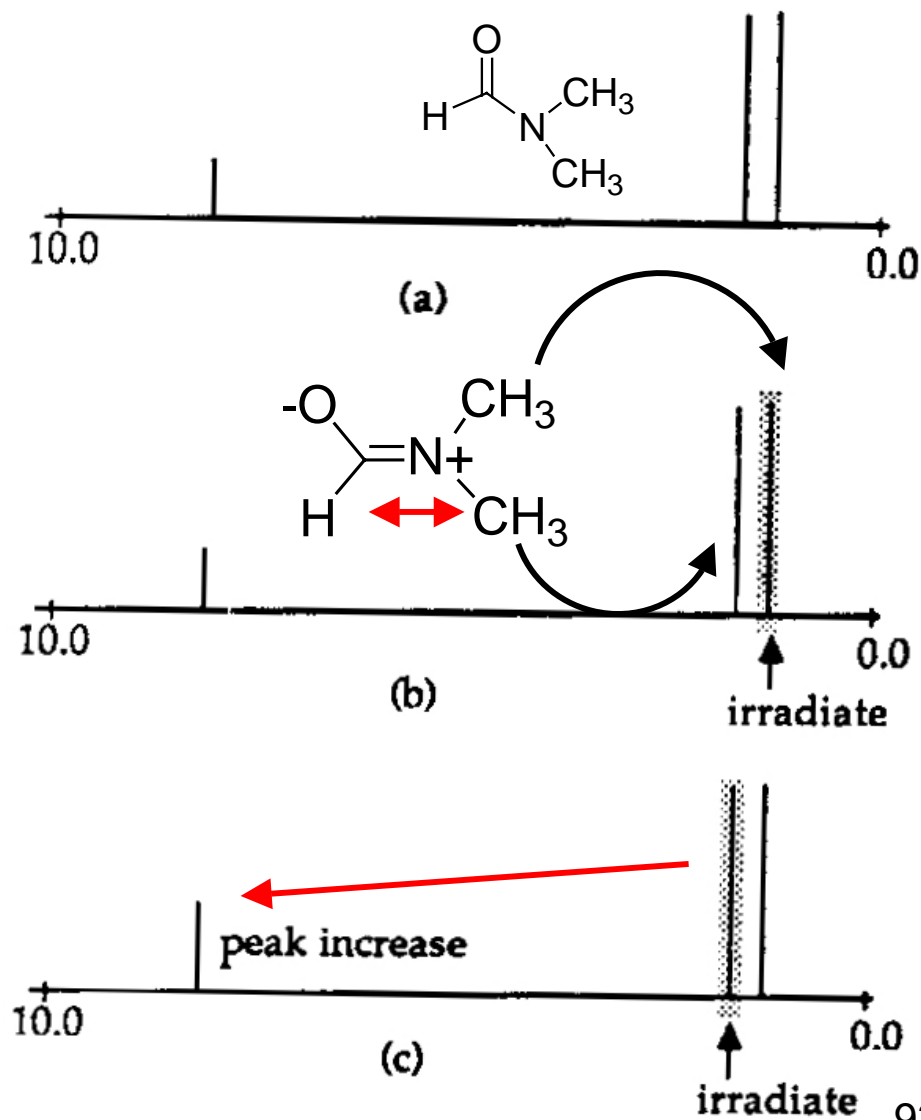 O
H
N
CH3
CH3
10.0
0.0
(a)
-O
CH3
N+
H
CH3
10.0
0.0
(b)
irradiate
peak increase
10.0
0.0
(c)
irradiate